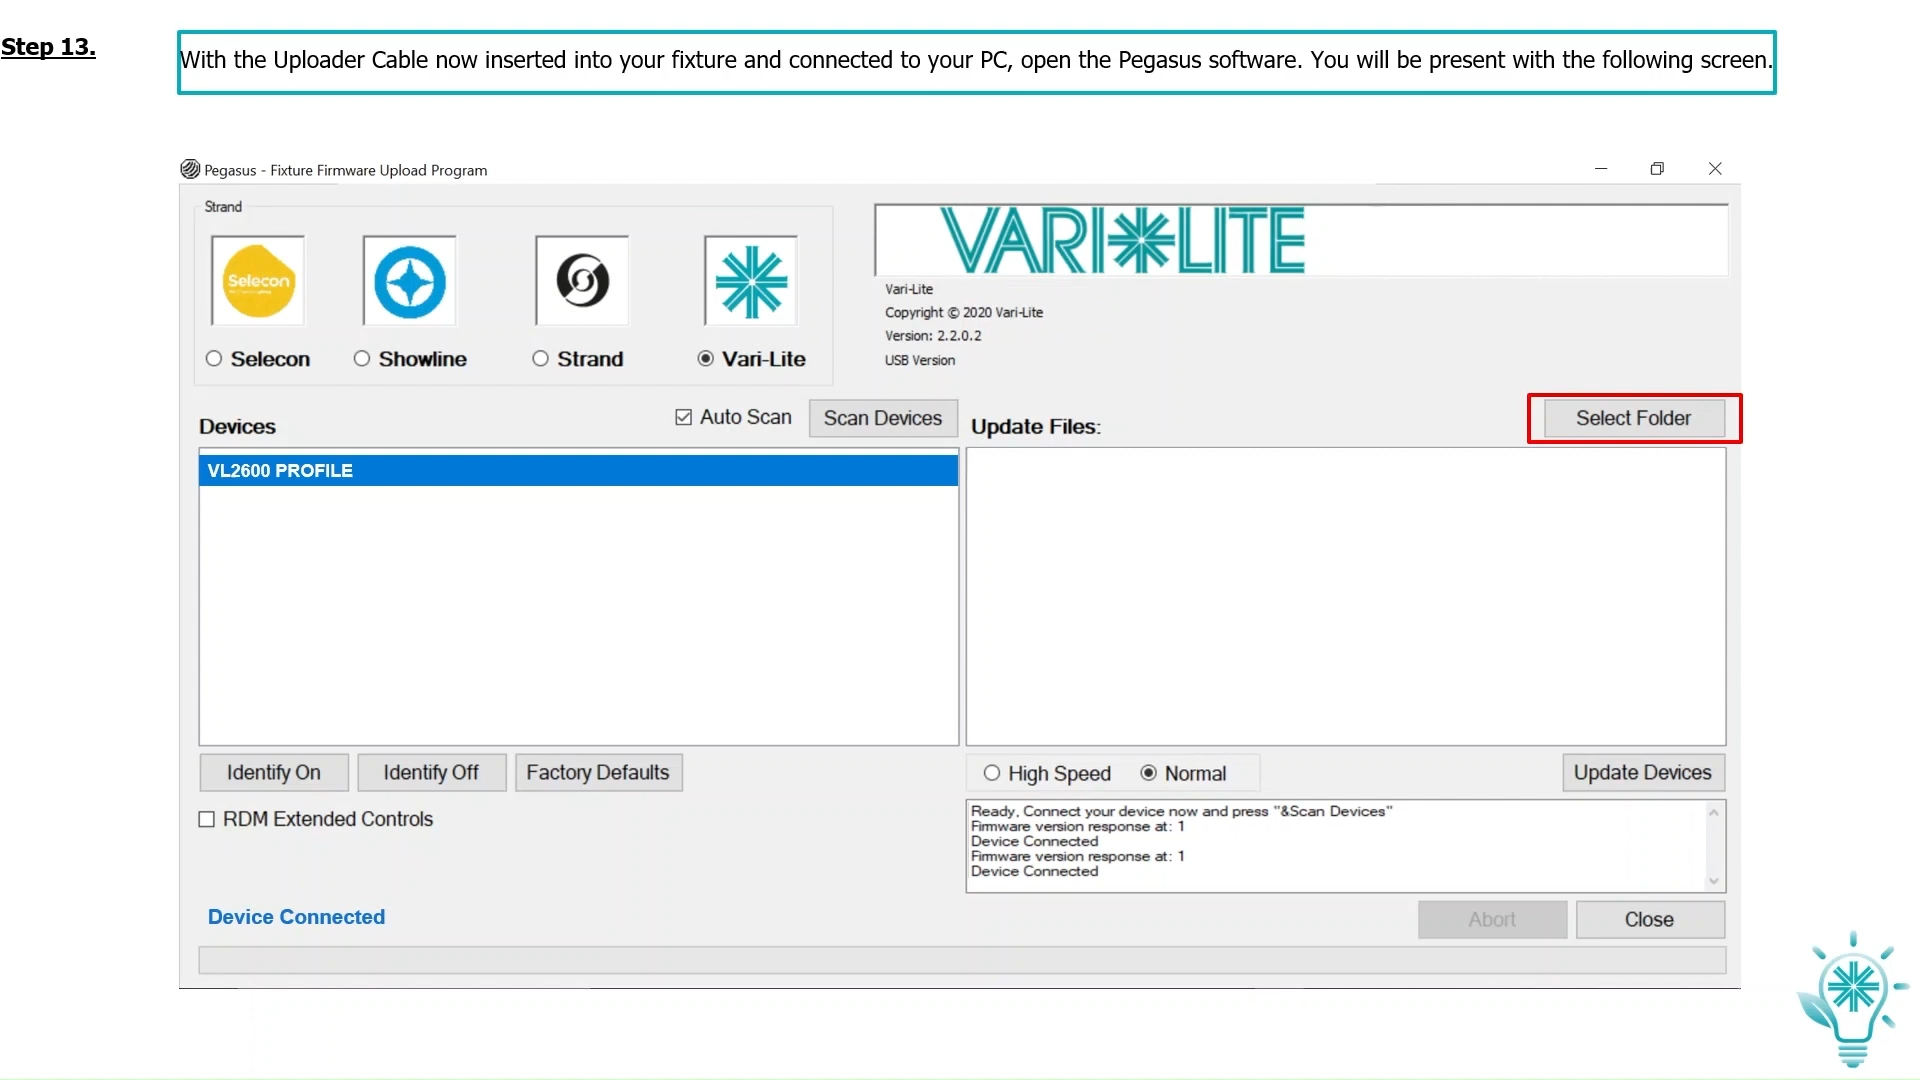 Step 13.
With the Uploader Cable now inserted into your fixture and connected to your PC, open the Pegasus software. You will be present with the following screen.
Pegasus - Fixture Firmware Upload Program
Strand
Selecon
VARI*LITE
Selecon
Showline
Strand
Vari-Lite
Vari-Lite
Copyright © 2020 Vari-Lite
Version: 2.2.0.2
USB Version
Devices
Auto Scan
Scan Devices
Update Files:
Select Folder
VL2600 PROFILE
Identify On
Identify Off
Factory Defaults
High Speed
Normal
Update Devices
RDM Extended Controls
Ready, Connect your device now and press "&Scan Devices"
Firmware version response at: 1
Device Connected
Firmware version response at: 1
Device Connected
Device Connected
Abort
Close